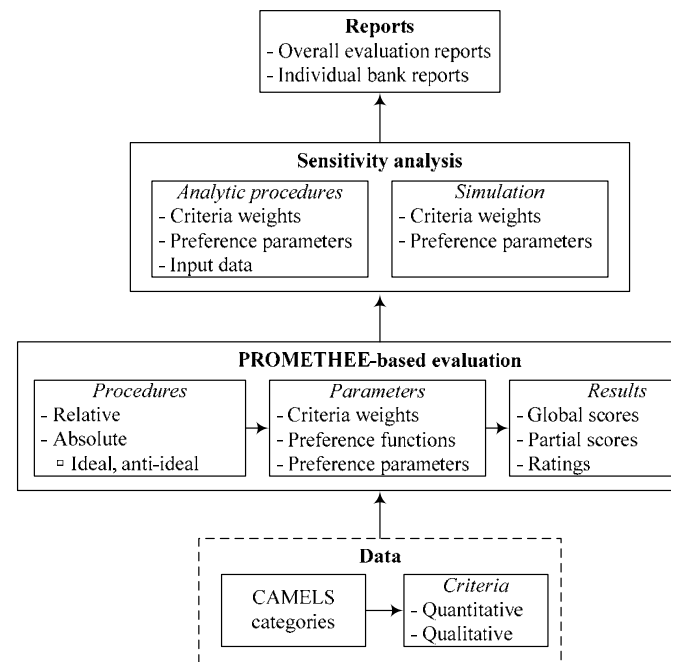 Reports
- Overall evaluation reports
- Individual bank reports
Sensitivity analysis
Analytic procedures
- Criteria weights
- Preference parameters
- Input data
Simulation
- Criteria weights
- Preference parameters
PROMETHEE-based evaluation
Procedures
- Relative
- Absolute
▫ Ideal, anti-ideal
Parameters
- Criteria weights
- Preference functions
- Preference parameters
Results
- Global scores
- Partial scores
- Ratings
Data
CAMELS
categories
Criteria
- Quantitative
- Qualitative